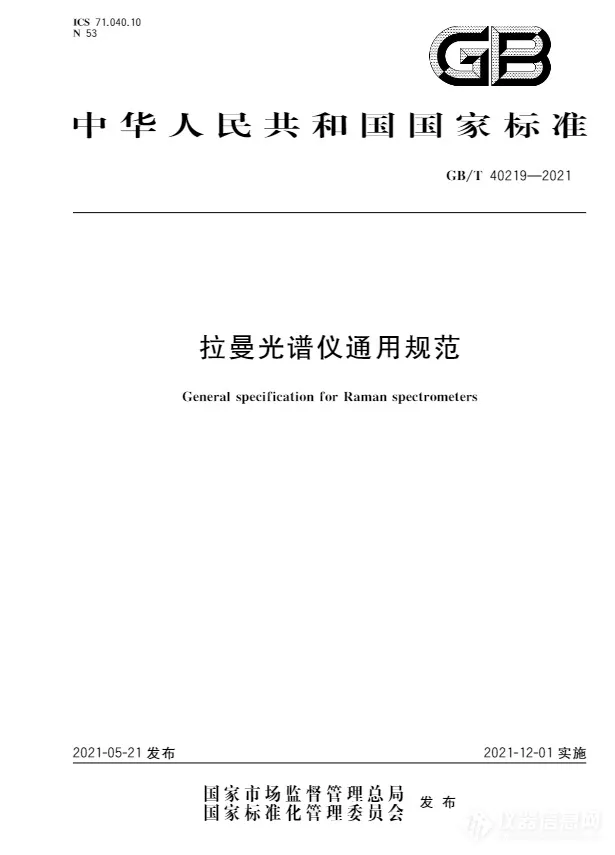 ICS 71.040.10
N 53
GB
中华人民共和国国家标准
GB/T 40219—2021
拉曼光谱仪通用规范
General specification for Raman spectrometers
2021-05-21 发布
2021-12-01 实施
国家市场监督管理总局
国家标准化管理委员会
发布
仪器信息网